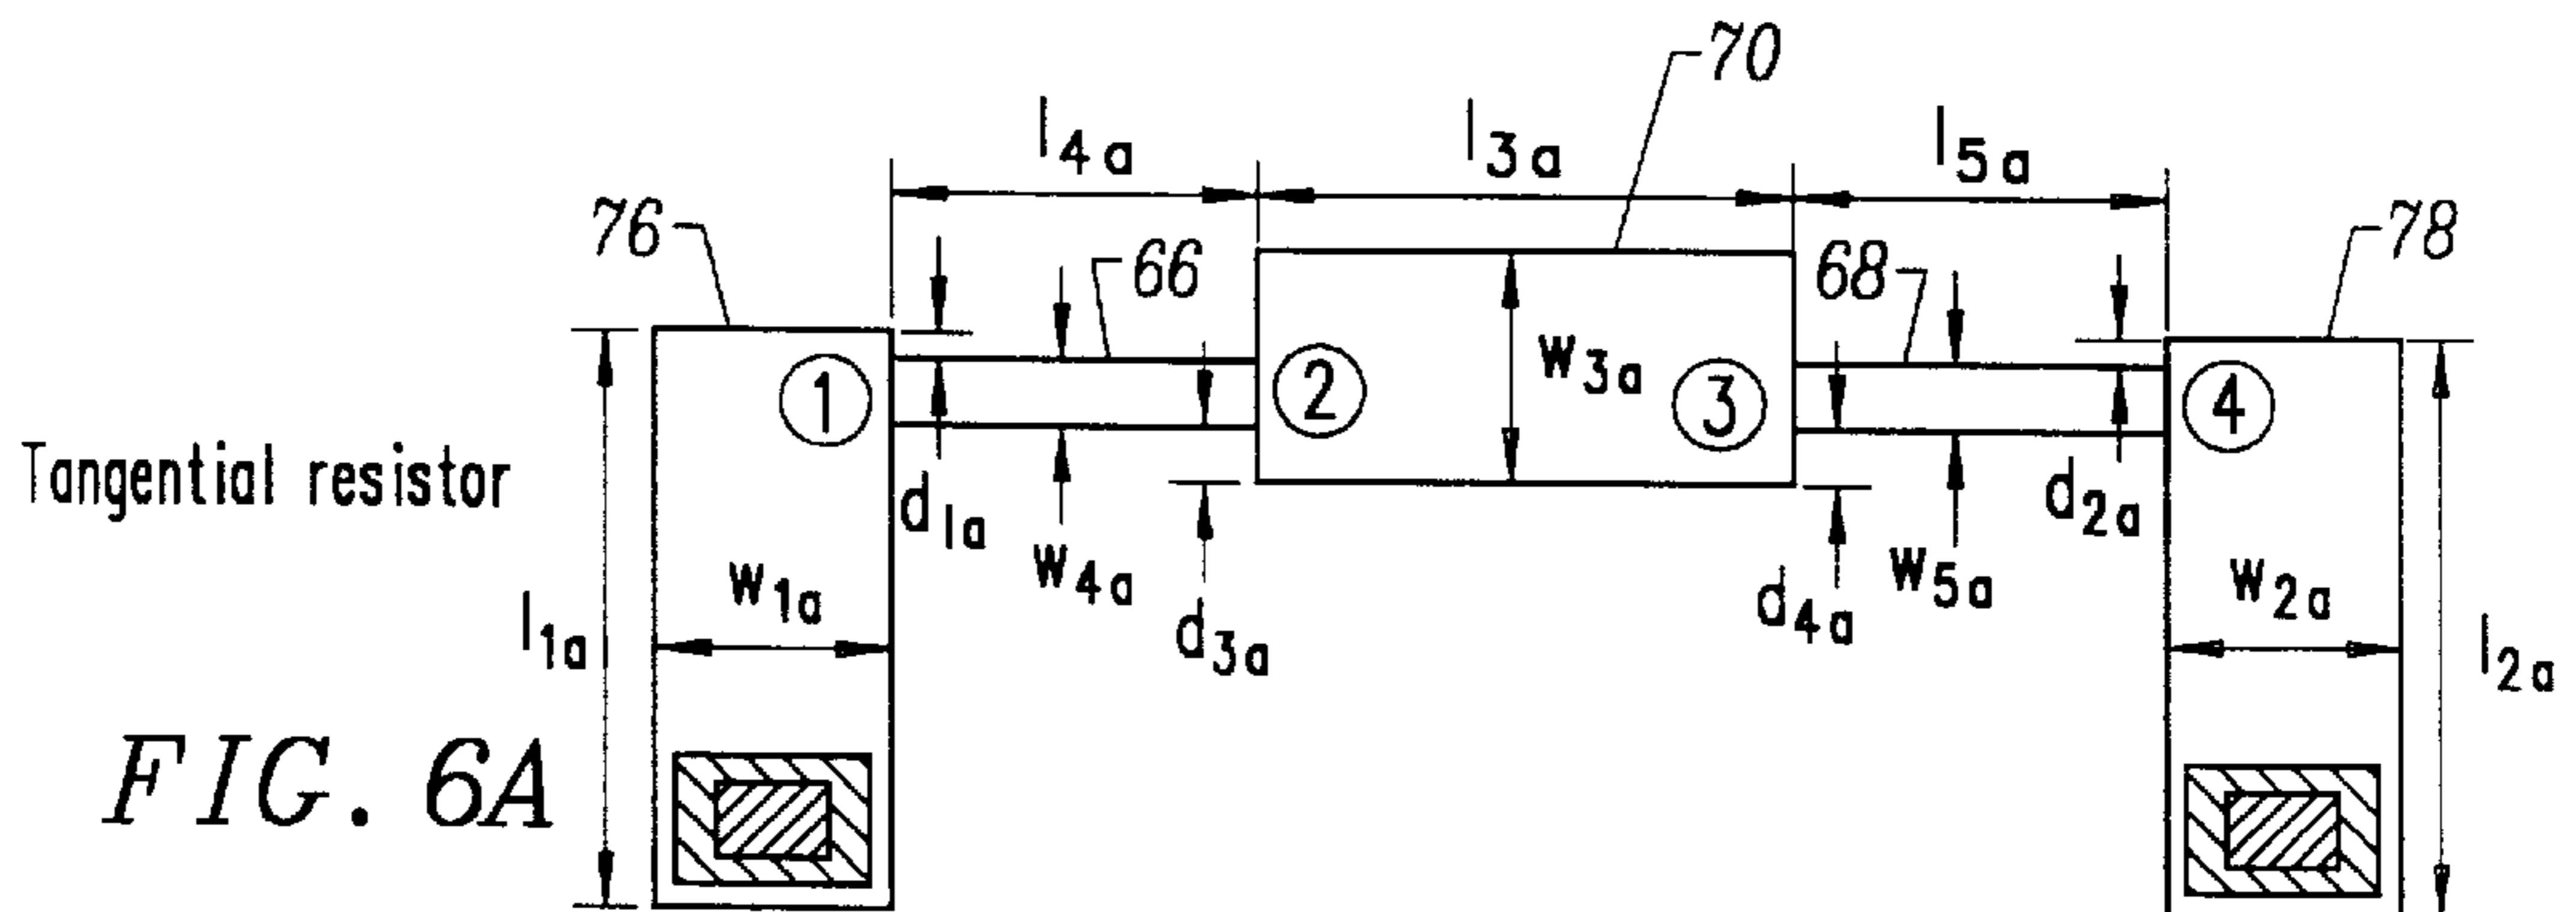 70
l4a
l3a
l5a
76
66
68
78
1
2
w3a
3
4
Tangential resistor
d1a
w4a
d3a
d4a
w5a
d2a
w1a
w2a
l1a
l2a
FIG. 6A